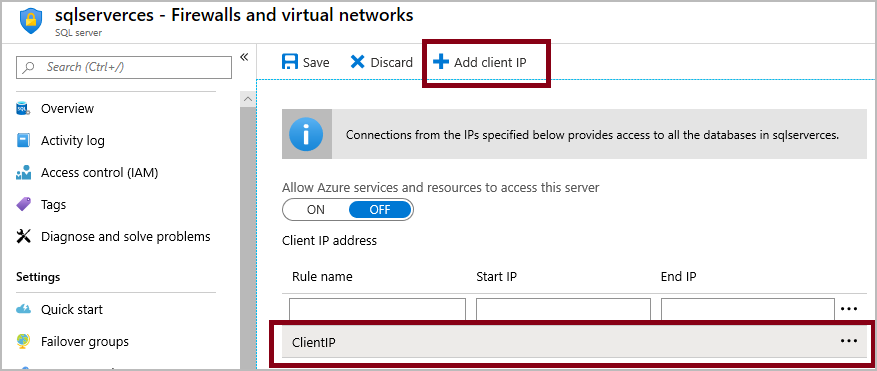 sqlserverces - Firewalls and virtual networks
SQL server
Search (Ctrl+/)
«
Overview
Activity log
Access control (IAM)
Tags
Diagnose and solve problems
Settings
Quick start
Failover groups
Save Discard Add client IP
Connections from the IPs specified below provides access to all the databases in sqlserverces.
Allow Azure services and resources to access this server
ON OFF
Client IP address
Rule name Start IP End IP
ClientIP